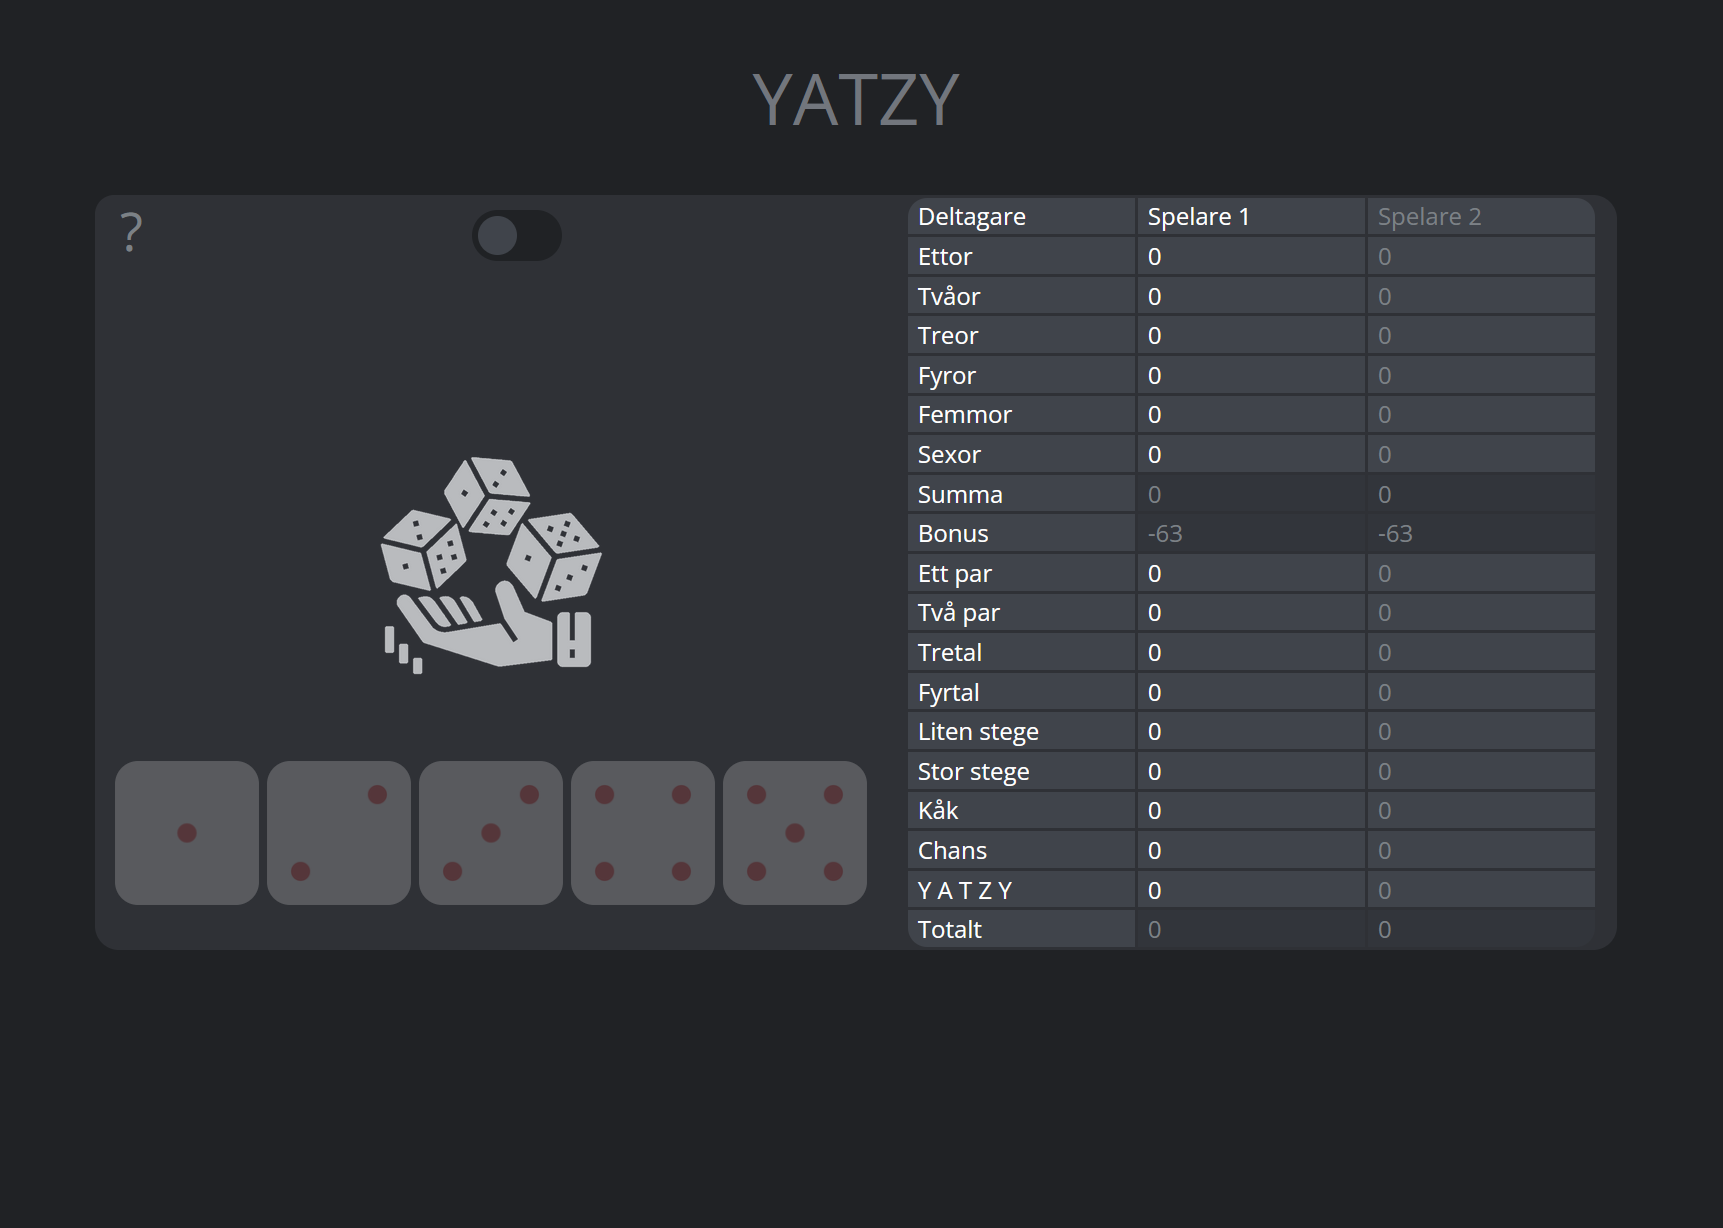 YATZY
?
Deltagare Spelare 1 Spelare 2
Ettor 0 0
Tvåor 0 0
Treor 0 0
Fyror 0 0
Femmor 0 0
Sexor 0 0
Summa 0 0
Bonus -63 -63
Ett par 0 0
Två par 0 0
Tretal 0 0
Fyrtal 0 0
Liten stege 0 0
Stor stege 0 0
Kåk 0 0
Chans 0 0
Y A T Z Y 0 0
Totalt 0 0